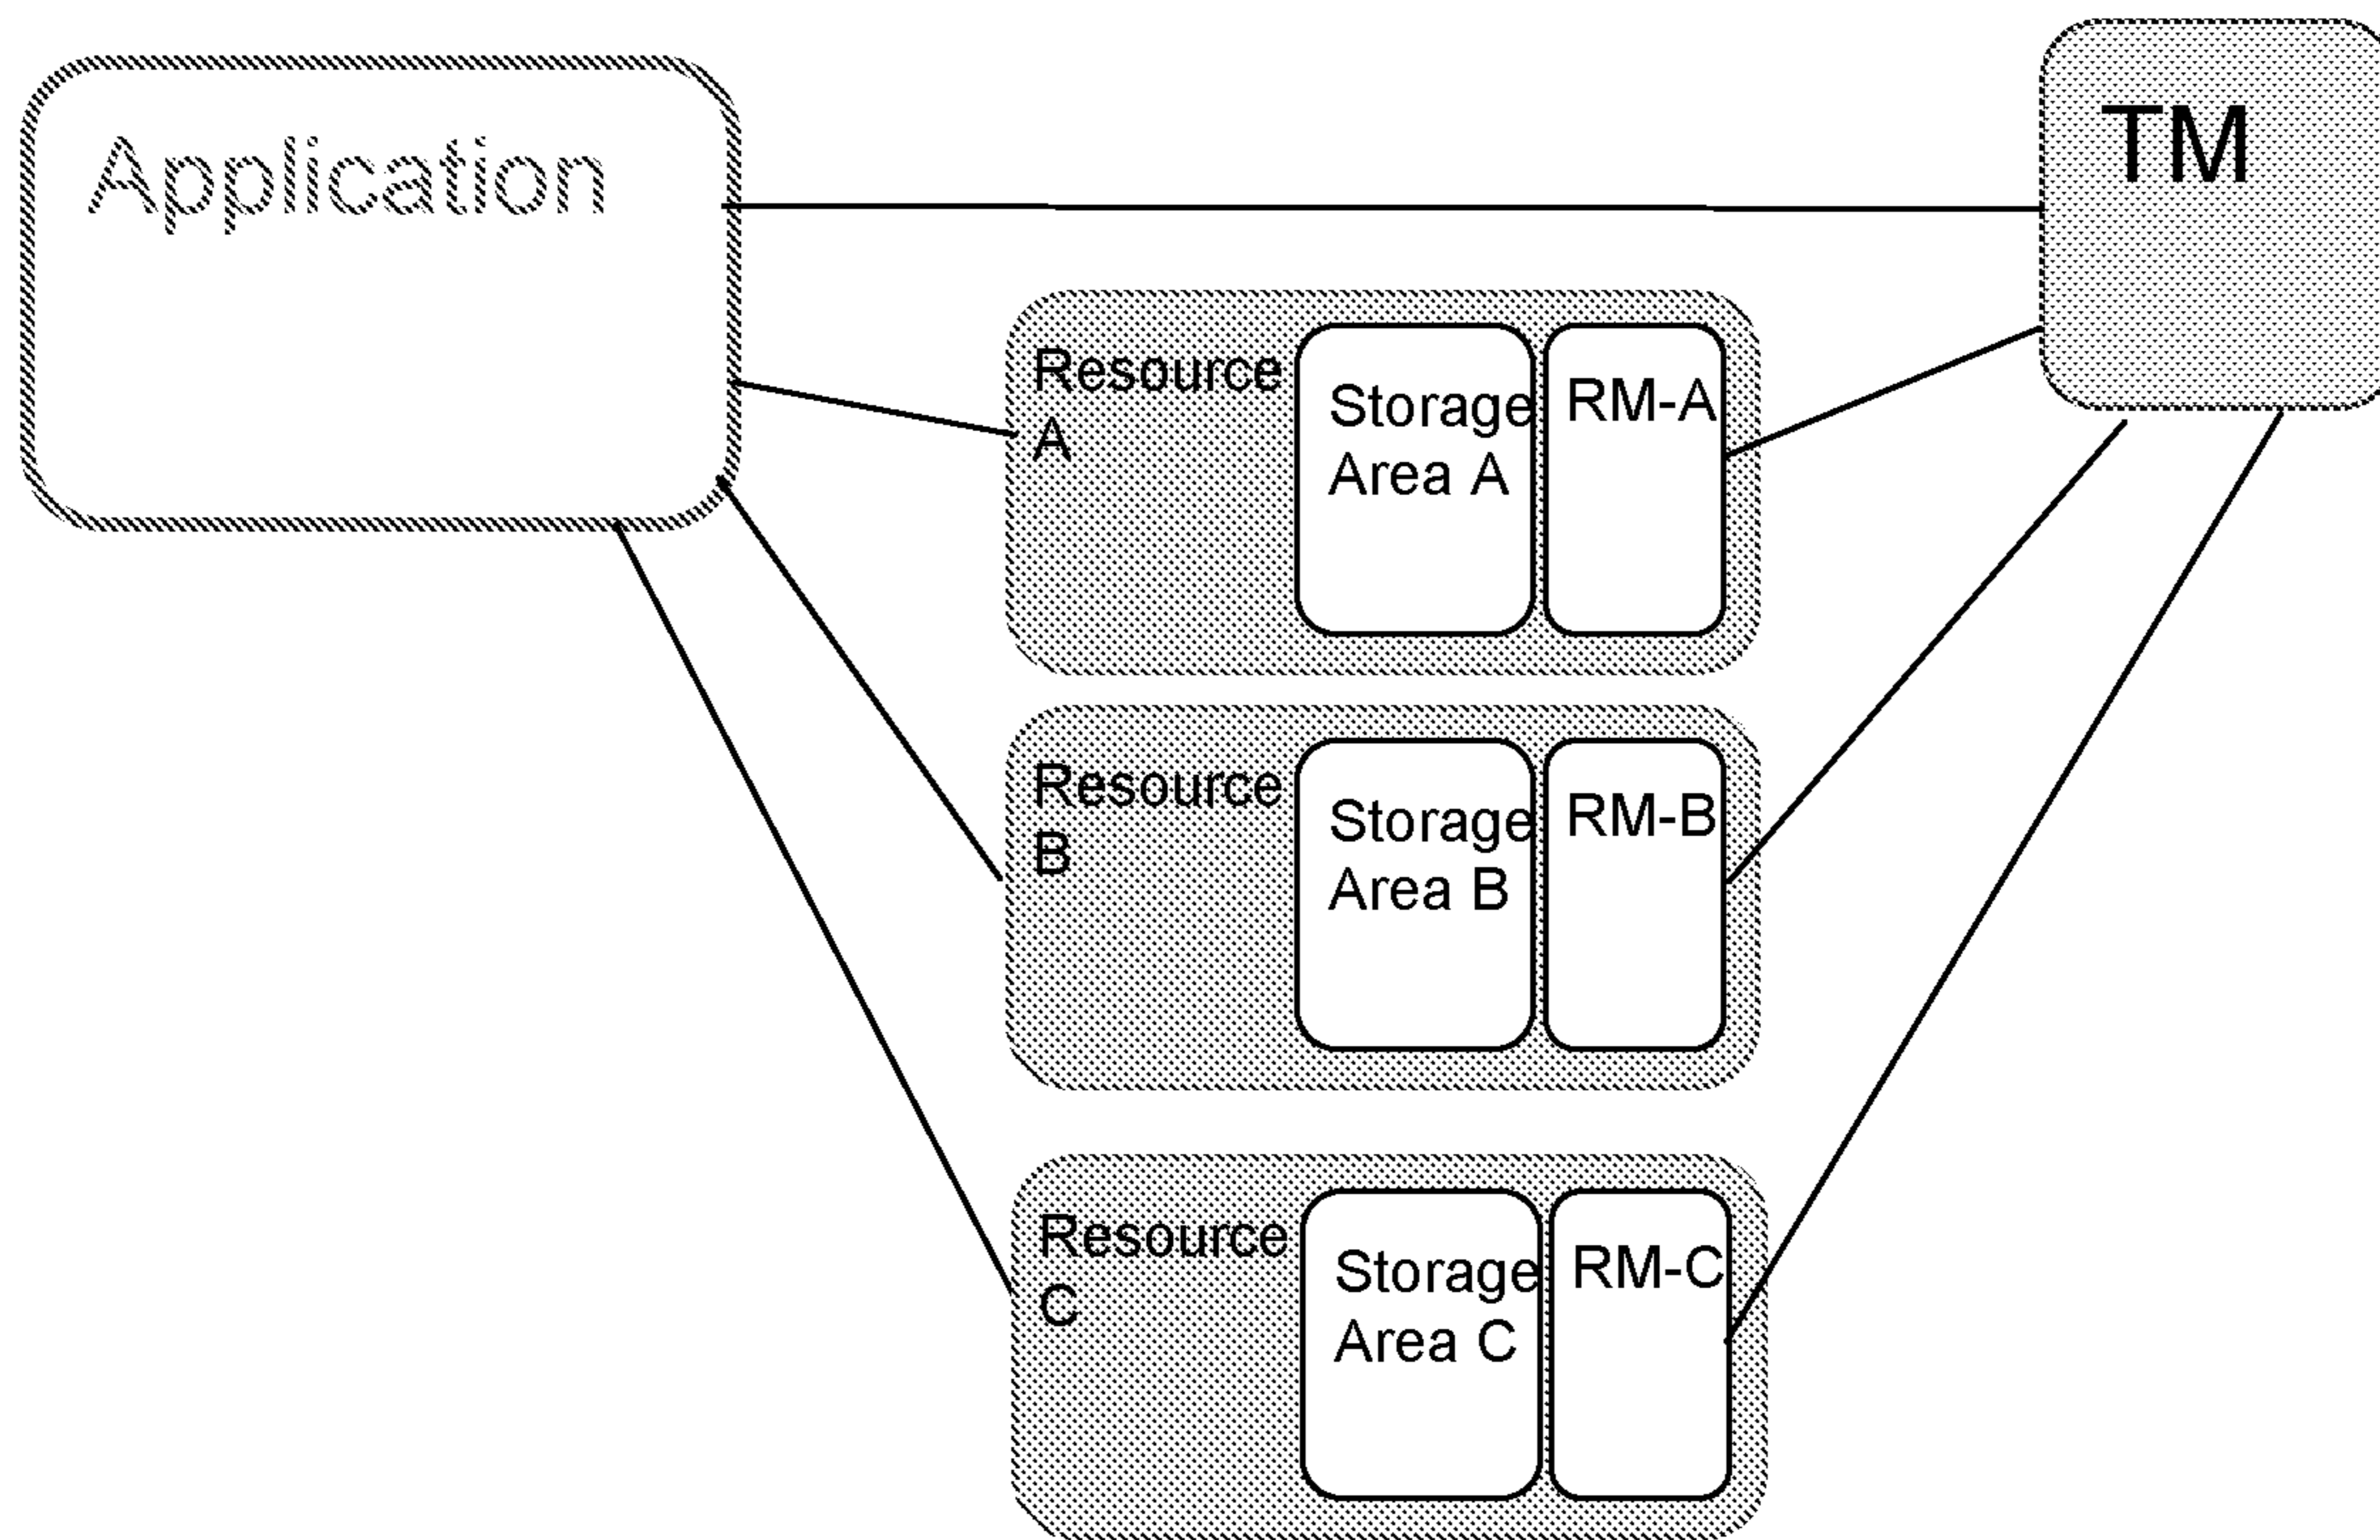 Application
TM
Resource
A
Storage
Area A
RM-A
Resource
B
Storage
Area B
RM-B
Resource
C
Storage
Area C
RM-C